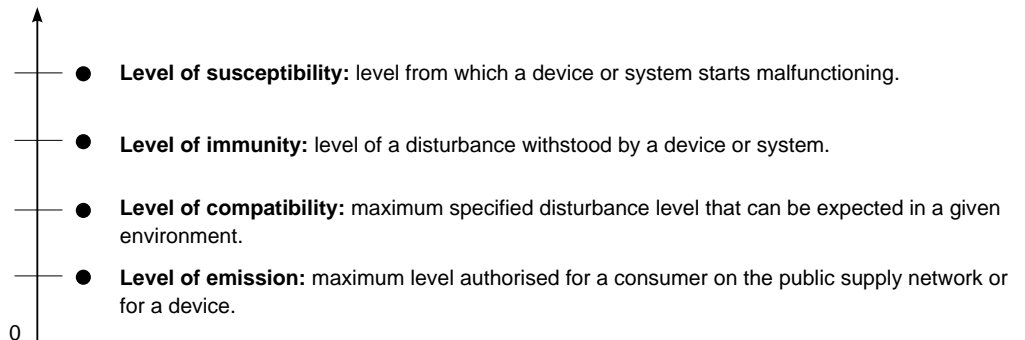 Level of susceptibility: level from which a device or system starts malfunctioning.
Level of immunity: level of a disturbance withstood by a device or system.
Level of compatibility: maximum specified disturbance level that can be expected in a given
environment.
Level of emission: maximum level authorised for a consumer on the public supply network or
for a device.
0